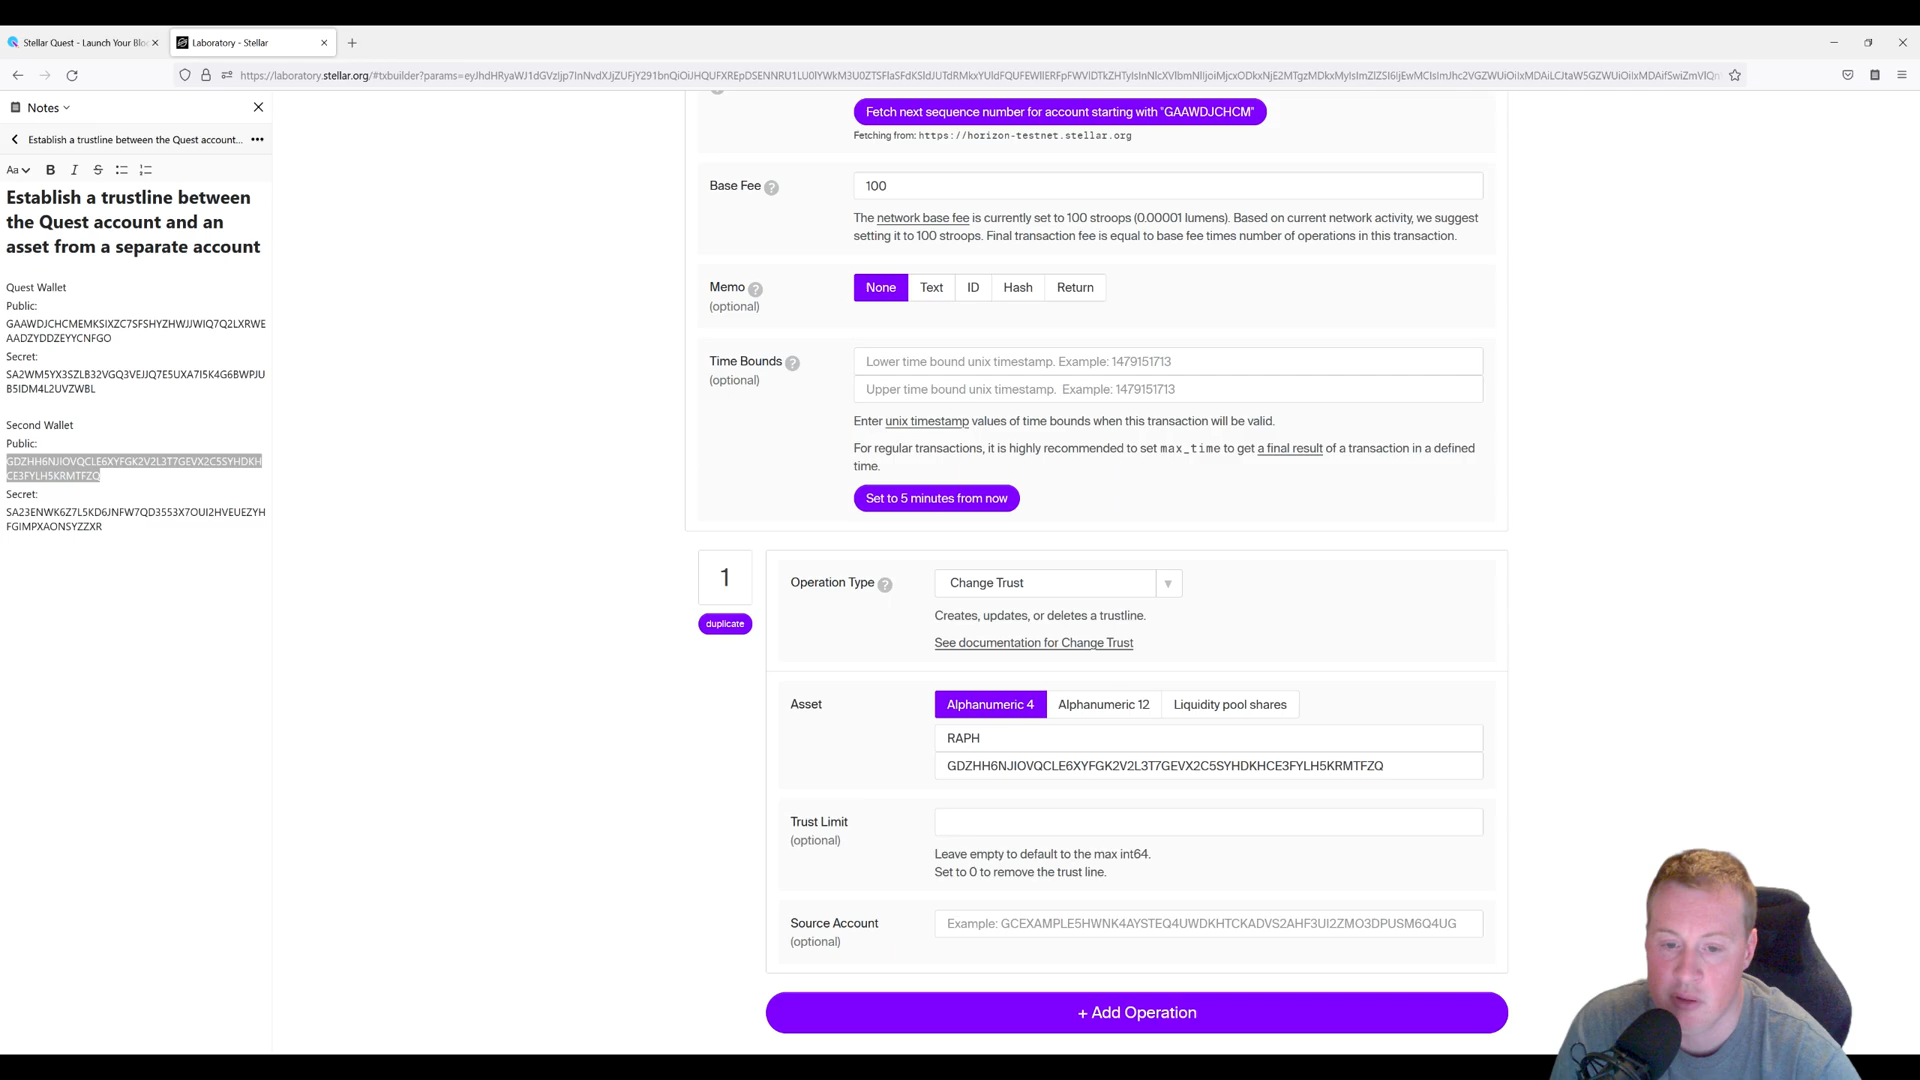 Stellar Quest - Launch Your Blo
Laboratory - Stellar
Notes
Establish a trustline between the Quest account...
Aa B I S
Establish a trustline between
the Quest account and an
asset from a separate account
Quest Wallet
Public:
GAAWDJCHCMEMKSIXZC7SFSHYZHWJJWIQ7Q2LXRWE
AADZYDDZEYYCNFGO
Secret:
SA2WM5YX3SZLB32VGQ3VEJJQ7E5UXA7I5K4G6BWPJU
B5IDM4L2UVZWBL
Second Wallet
Public:
GDZHH6NJIOVQCLE6XYFGK2V2L3T7GEVX2C5SYHDKH
CE3FYLH5KRMTFZQ
Secret:
SA23ENWK6Z7L5KD6JNFW7QD3553X7OUI2HVEUEZYH
FGIMPXAONSYZZXR
Fetch next sequence number for account starting with "GAAWDJCHCM"
Fetching from: https://horizon-testnet.stellar.org
Base Fee ?
100
The network base fee is currently set to 100 stroops (0.00001 lumens). Based on current network activity, we suggest
setting it to 100 stroops. Final transaction fee is equal to base fee times number of operations in this transaction.
Memo ?
(optional)
None Text ID Hash Return
Time Bounds ?
(optional)
Lower time bound unix timestamp. Example: 1479151713
Upper time bound unix timestamp. Example: 1479151713
Enter unix timestamp values of time bounds when this transaction will be valid.
For regular transactions, it is highly recommended to set max_time to get a final result of a transaction in a defined
time.
Set to 5 minutes from now
1
duplicate
Operation Type ?
Change Trust
Creates, updates, or deletes a trustline.
See documentation for Change Trust
Asset
Alphanumeric 4 Alphanumeric 12 Liquidity pool shares
RAPH
GDZHH6NJIOVQCLE6XYFGK2V2L3T7GEVX2C5SYHDKHCE3FYLH5KRMTFZQ
Trust Limit
(optional)
Leave empty to default to the max int64.
Set to 0 to remove the trust line.
Source Account
(optional)
Example: GCEXAMPLE5HWNK4AYSTEQ4UWDKHTCKADVS2AHF3UI2ZMO3DPUSM6Q4UG
+ Add Operation